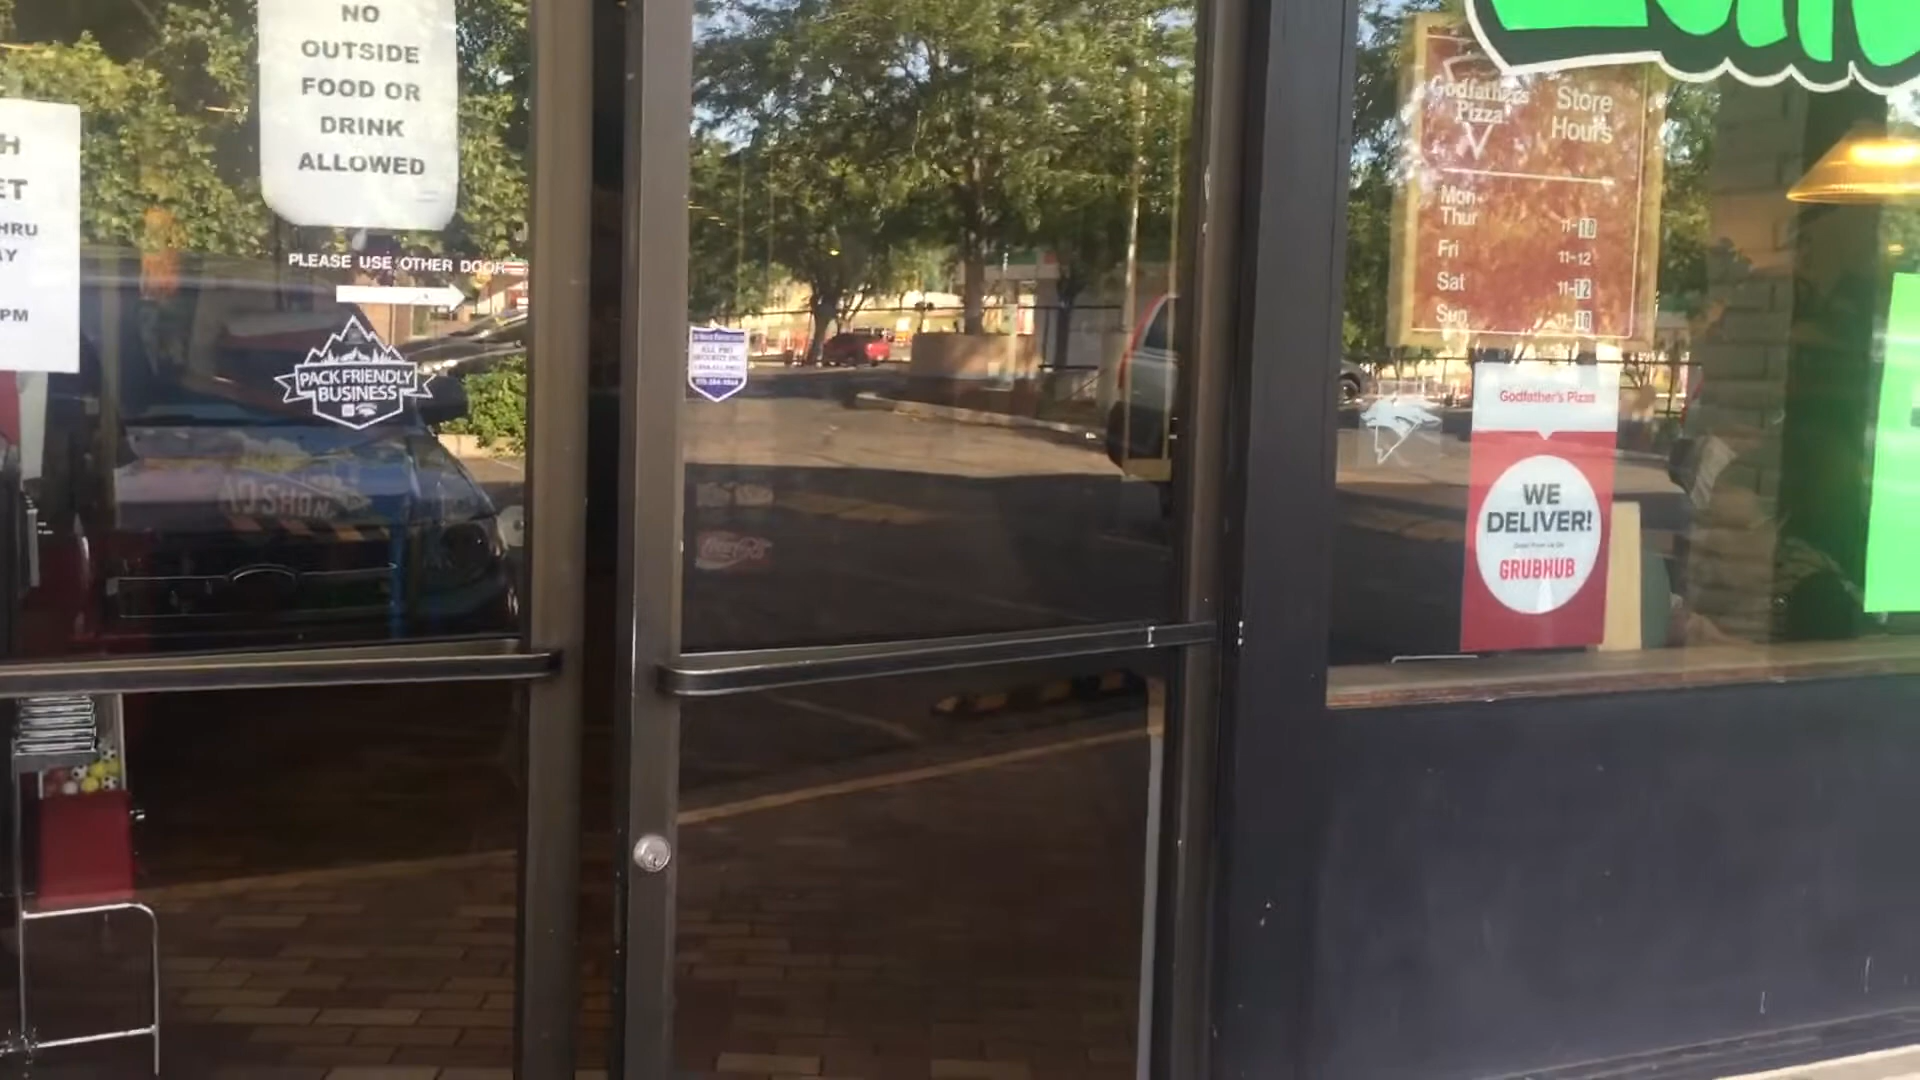 NO
OUTSIDE
FOOD OR
DRINK
ALLOWED
H
ET
HRU
AY
PM
PLEASE USE OTHER DOOR
PACK FRIENDLY
BUSINESS
ALL PRO
Godfather's
Pizza
Store
Hours
Mon-
Thur 11-10
Fri 11-12
Sat 11-12
Sun 11-10
Godfather's Pizza
WE
DELIVER!
GRUBHUB